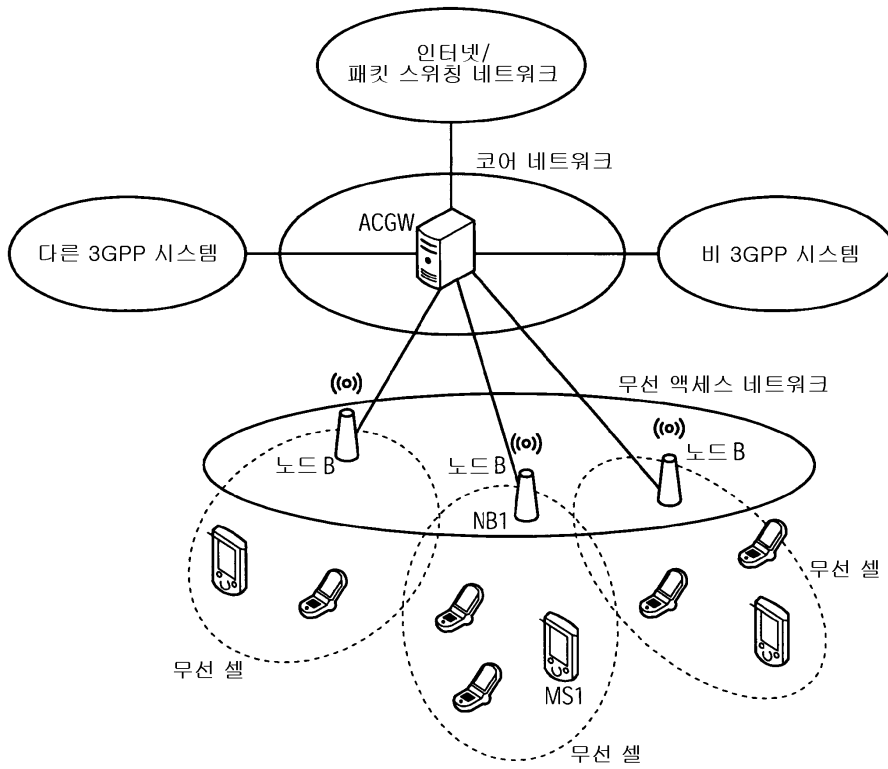 인터넷/
패킷 스위칭 네트워크
코어 네트워크
ACGW
다른 3GPP 시스템
비 3GPP 시스템
무선 액세스 네트워크
노드 B
노드 B
노드 B
NB1
무선 셀
무선 셀
MS1
무선 셀